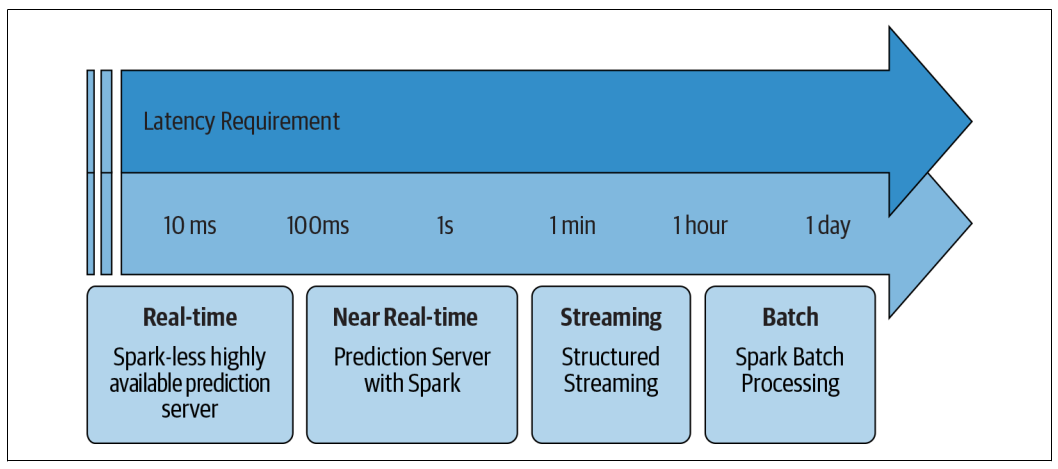 Latency Requirement
10 ms 100ms 1s 1 min 1 hour 1 day
Real-time
Spark-less highly
available prediction
server
Near Real-time
Prediction Server
with Spark
Streaming
Structured
Streaming
Batch
Spark Batch
Processing